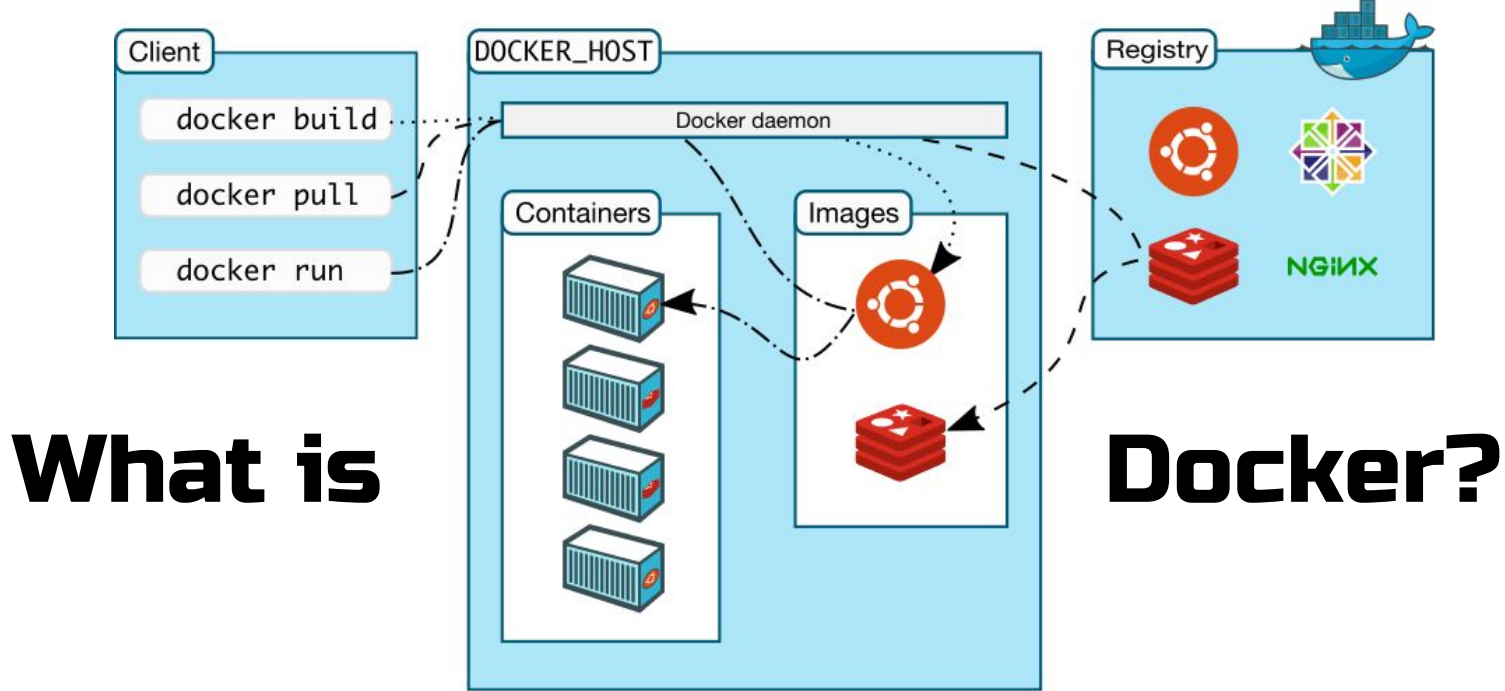 Client
docker build
docker pull
docker run
DOCKER_HOST
Docker daemon
Containers
Images
Registry
NGiNX
What is
Docker?